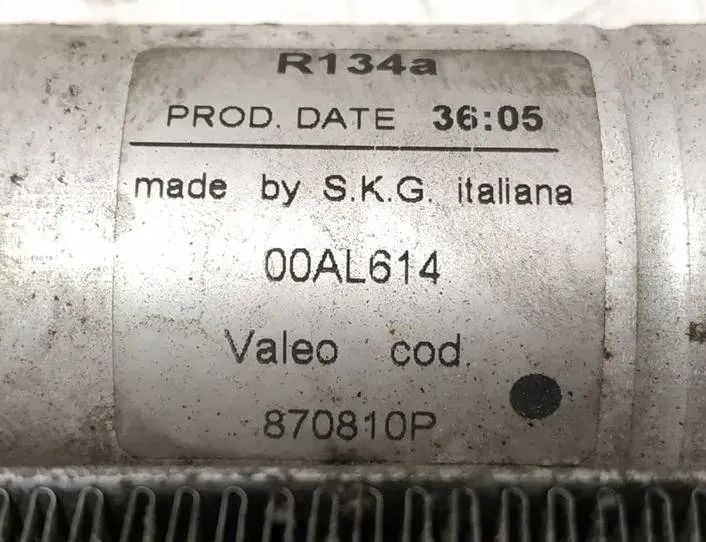 R134a
PROD. DATE 36:05
made by S.K.G. italiana
00AL614
Valeo cod
870810P